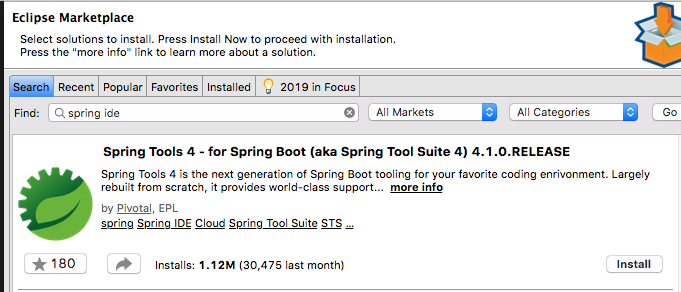 Eclipse Marketplace
Select solutions to install. Press Install Now to proceed with installation.
Press the "more info" link to learn more about a solution.
Search Recent Popular Favorites Installed 2019 in Focus
Find: spring ide All Markets All Categories Go
Spring Tools 4 - for Spring Boot (aka Spring Tool Suite 4) 4.1.0.RELEASE
Spring Tools 4 is the next generation of Spring Boot tooling for your favorite coding enrivonment. Largely
rebuilt from scratch, it provides world-class support... more info
by Pivotal, EPL
spring Spring IDE Cloud Spring Tool Suite STS ...
180 Installs: 1.12M (30,475 last month) Install